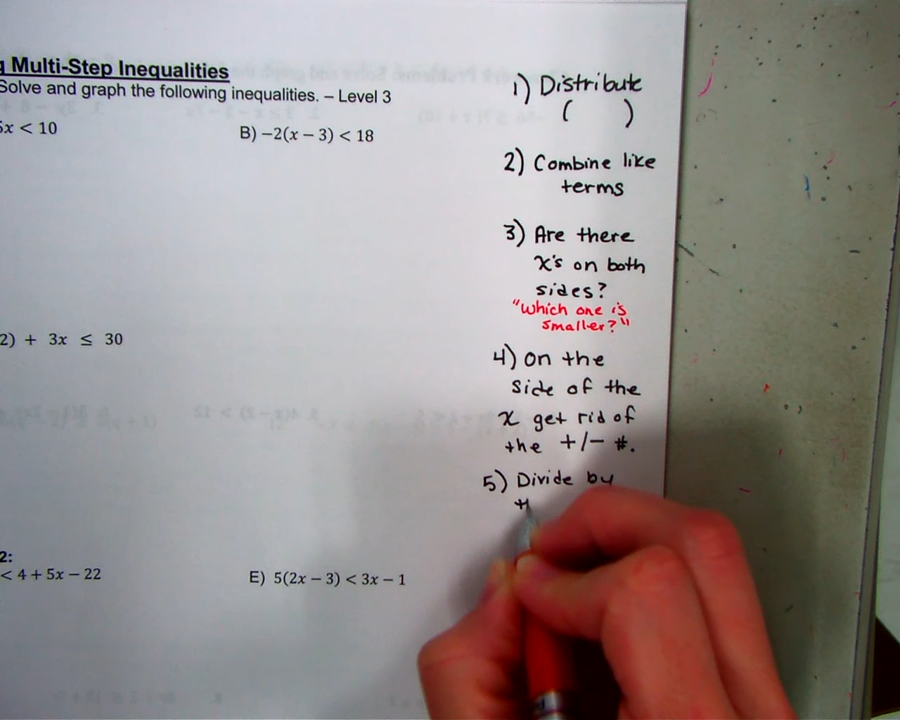 Multi-Step Inequalities
Solve and graph the following inequalities. – Level 3
5x < 10
B) −2(x − 3) < 18
2) + 3x ≤ 30
2:
< 4 + 5x − 22
E) 5(2x − 3) < 3x − 1
1) Distribute
( )
2) Combine like
terms
3) Are there
x's on both
sides?
"Which one is
smaller?"
4) On the
side of the
x get rid of
the +/− #.
5) Divide by